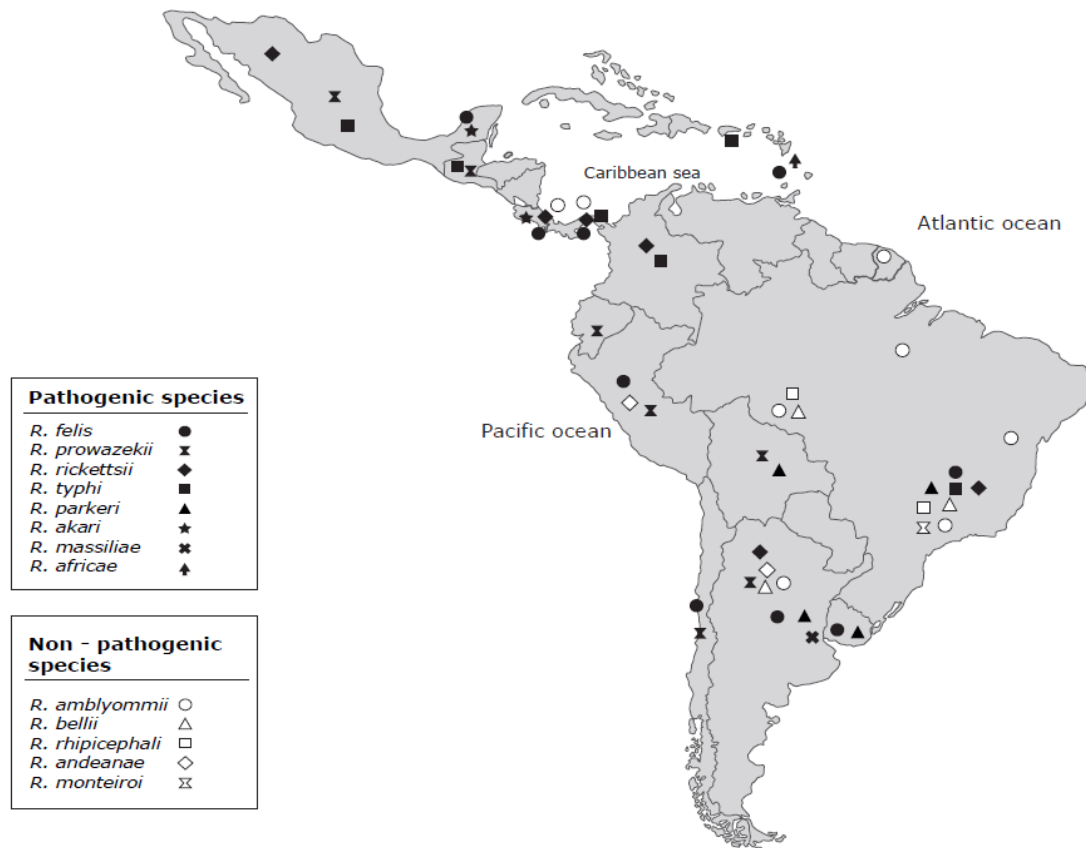 Caribbean sea
Atlantic ocean
Pacific ocean
Pathogenic species
R. felis
R. prowazekii
R. rickettsii
R. typhi
R. parkeri
R. akari
R. massiliae
R. africae
Non - pathogenic
species
R. amblyommii
R. bellii
R. rhipicephali
R. andeanae
R. monteiroi